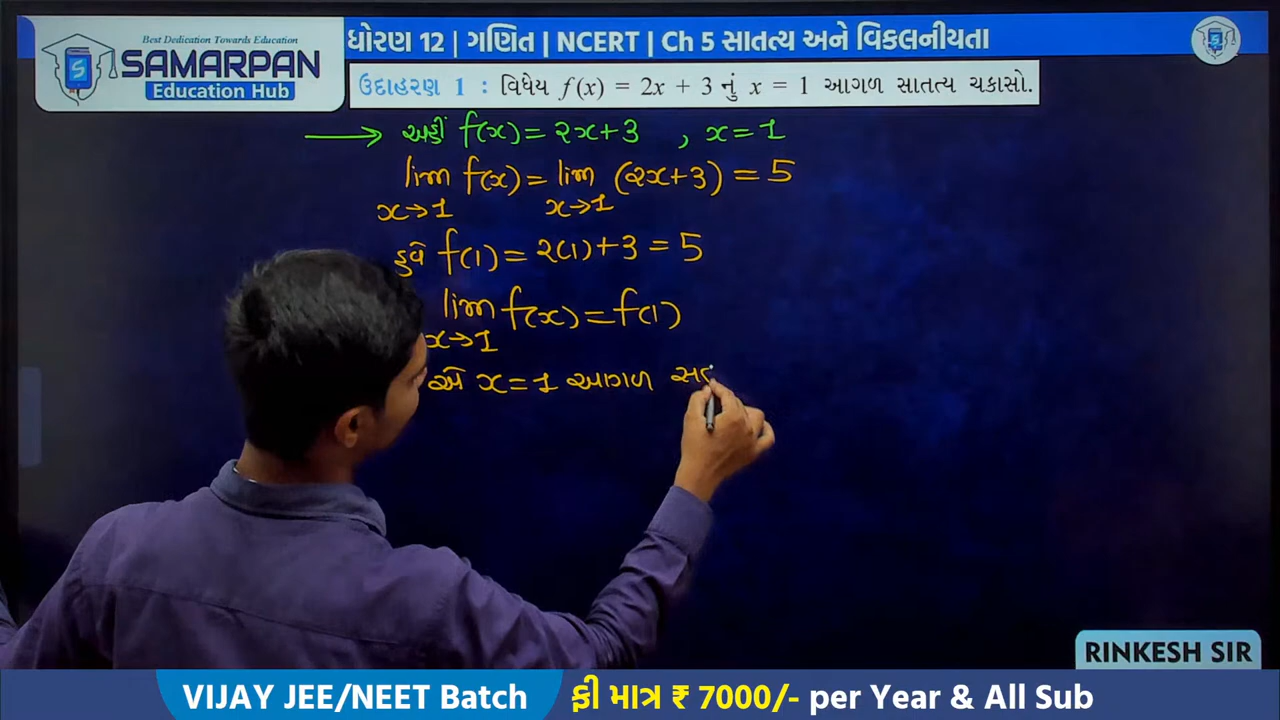 Best Dedication Towards Education
SAMARPAN
Education Hub
ધોરણ 12 | ગણિત | NCERT | Ch 5 સાતત્ય અને વિકલનીયતા
ઉદાહરણ 1 : વિધેય f(x) = 2x + 3 નું x = 1 આગળ સાતત્ય ચકાસો.
→ અહીં f(x) = 2x+3 , x = 1
lim f(x) = lim (2x+3) = 5
x→1 x→1
હવે f(1) = 2(1)+3 = 5
lim f(x) = f(1)
x→1
એ x = 1 આગળ સત
RINKESH SIR
VIJAY JEE/NEET Batch ફી માત્ર ₹ 7000/- per Year & All Sub